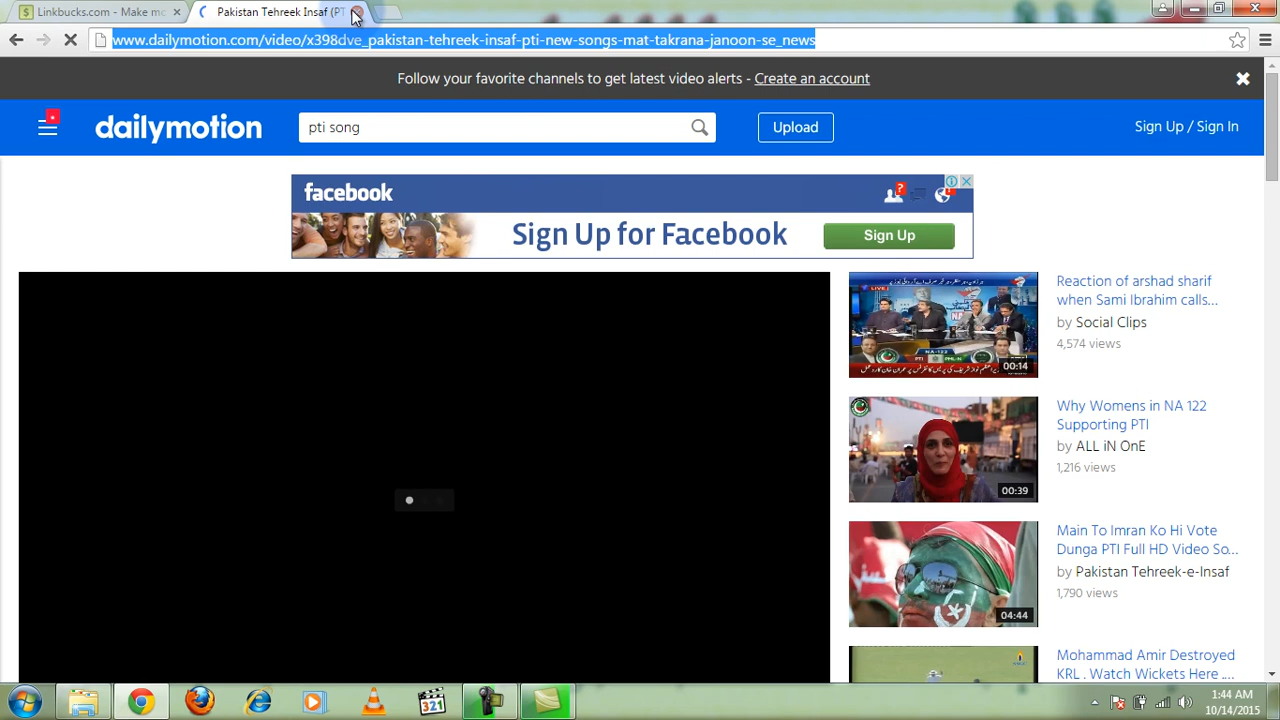 Linkbucks.com - Make mo
Pakistan Tehreek Insaf (PT
www.dailymotion.com/video/x398dve_pakistan-tehreek-insaf-pti-new-songs-mat-takrana-janoon-se_news
Follow your favorite channels to get latest video alerts - Create an account
dailymotion
pti song
Upload
Sign Up / Sign In
facebook
Sign Up for Facebook
Sign Up
Reaction of arshad sharif
when Sami Ibrahim calls...
by Social Clips
4,574 views
LIVE
NA-122
PTI
PML-N
00:14
Why Womens in NA 122
Supporting PTI
by ALL iN OnE
1,216 views
00:39
Main To Imran Ko Hi Vote
Dunga PTI Full HD Video So...
by Pakistan Tehreek-e-Insaf
1,790 views
04:44
Mohammad Amir Destroyed
KRL . Watch Wickets Here ....
321
1:44 AM
10/14/2015